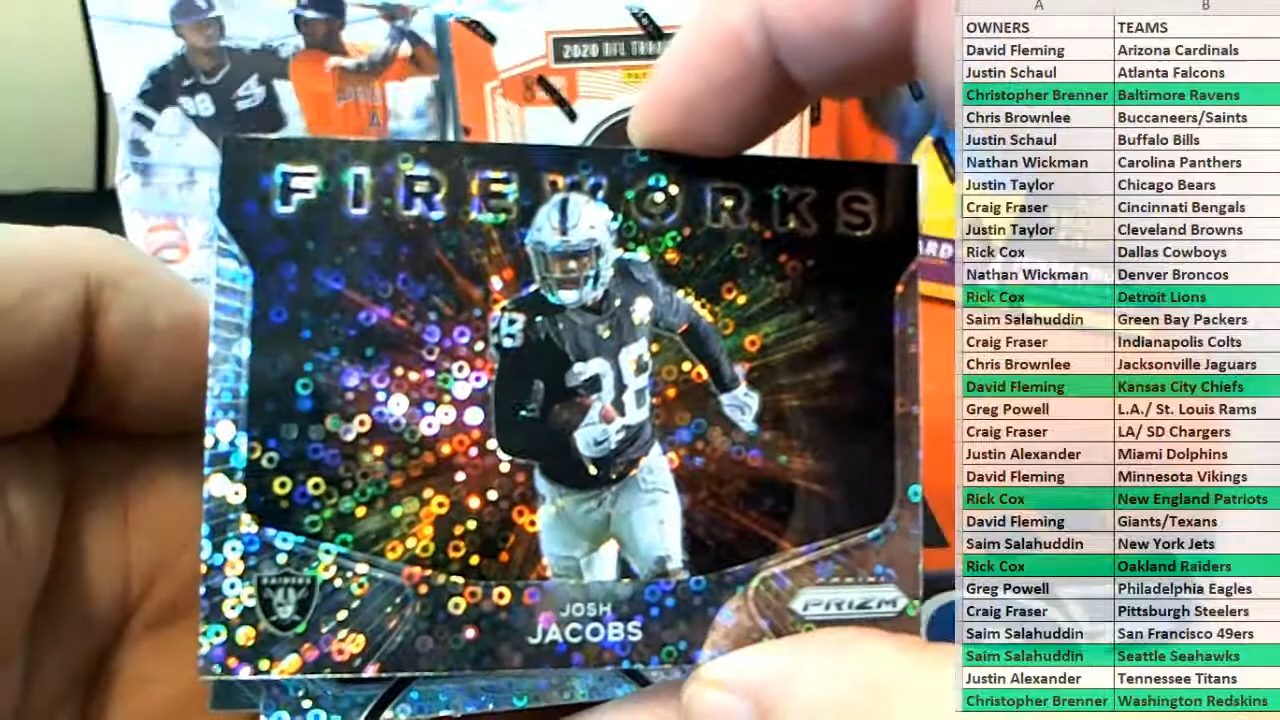 2020 NFL
FIREWORKS
28
28
RAIDERS
JOSH
JACOBS
PANINI
PRIZM
A B
OWNERS TEAMS
David Fleming Arizona Cardinals
Justin Schaul Atlanta Falcons
Christopher Brenner Baltimore Ravens
Chris Brownlee Buccaneers/Saints
Justin Schaul Buffalo Bills
Nathan Wickman Carolina Panthers
Justin Taylor Chicago Bears
Craig Fraser Cincinnati Bengals
Justin Taylor Cleveland Browns
Rick Cox Dallas Cowboys
Nathan Wickman Denver Broncos
Rick Cox Detroit Lions
Saim Salahuddin Green Bay Packers
Craig Fraser Indianapolis Colts
Chris Brownlee Jacksonville Jaguars
David Fleming Kansas City Chiefs
Greg Powell L.A./ St. Louis Rams
Craig Fraser LA/ SD Chargers
Justin Alexander Miami Dolphins
David Fleming Minnesota Vikings
Rick Cox New England Patriots
David Fleming Giants/Texans
Saim Salahuddin New York Jets
Rick Cox Oakland Raiders
Greg Powell Philadelphia Eagles
Craig Fraser Pittsburgh Steelers
Saim Salahuddin San Francisco 49ers
Saim Salahuddin Seattle Seahawks
Justin Alexander Tennessee Titans
Christopher Brenner Washington Redskins